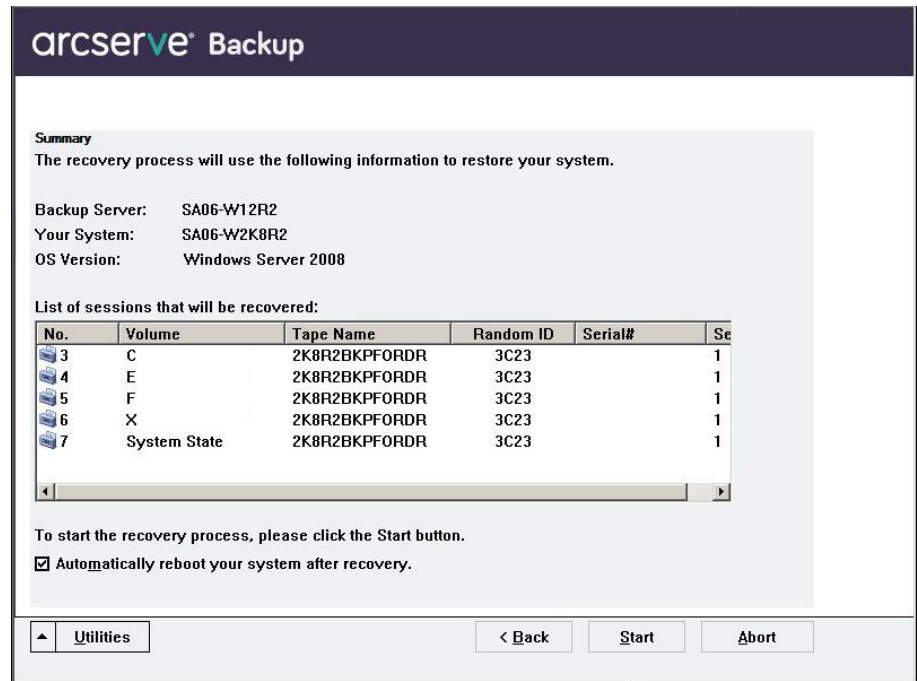 arcserve® Backup
Summary
The recovery process will use the following information to restore your system.
Backup Server: SA06-W12R2
Your System: SA06-W2K8R2
OS Version: Windows Server 2008
List of sessions that will be recovered:
No. Volume Tape Name Random ID Serial# Se
3 C 2K8R2BKPFORDR 3C23 1
4 E 2K8R2BKPFORDR 3C23 1
5 F 2K8R2BKPFORDR 3C23 1
6 X 2K8R2BKPFORDR 3C23 1
7 System State 2K8R2BKPFORDR 3C23 1
To start the recovery process, please click the Start button.
Automatically reboot your system after recovery.
Utilities < Back Start Abort